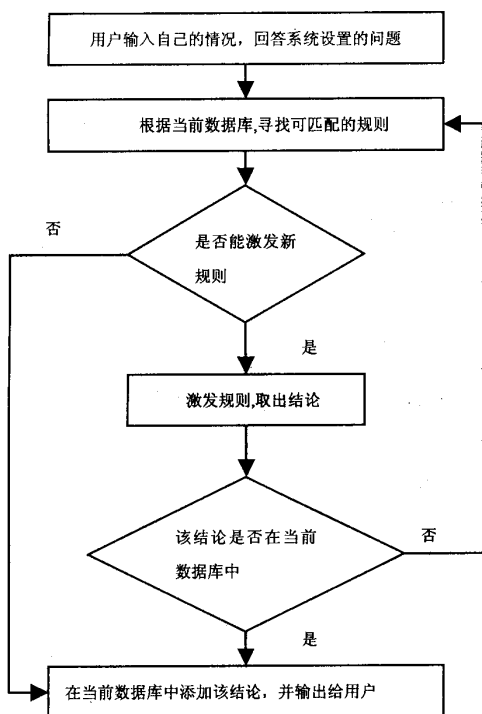 用户输入自己的情况，回答系统设置的问题
根据当前数据库,寻找可匹配的规则
否
是否能激发新
规则
是
激发规则,取出结论
该结论是否在当前
数据库中
否
是
在当前数据库中添加该结论，并输出给用户